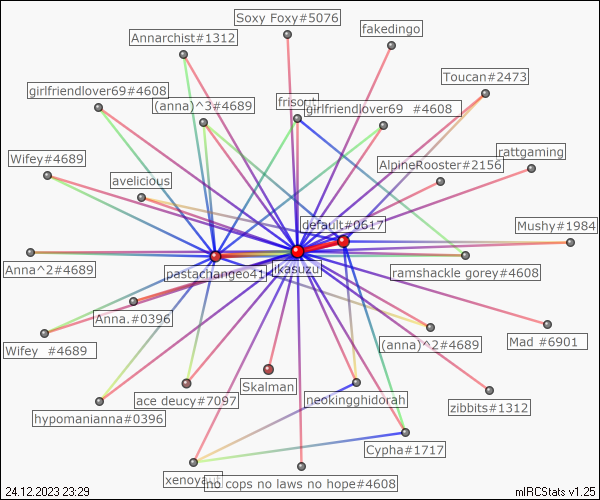 Soxy Foxy#5076
fakedingo
Annarchist#1312
Toucan#2473
girlfriendlover69#4608
(anna)^3#4689
girlfriendlover69  #4608
rattgaming
Wifey#4689
AlpineRooster#2156
avelicious
default#0617
Mushy#1984
Anna^2#4689
pastachangeo41
ikasuzu
ramshackle gorey#4608
Anna.#0396
Wifey  #4689
(anna)^2#4689
Mad #6901
Skalman
hypomanianna#0396
ace deucy#7097
neokingghidorah
zibbits#1312
Cypha#1717
no cops no laws no hope#4608
24.12.2023 23:29
mIRCStats v1.25